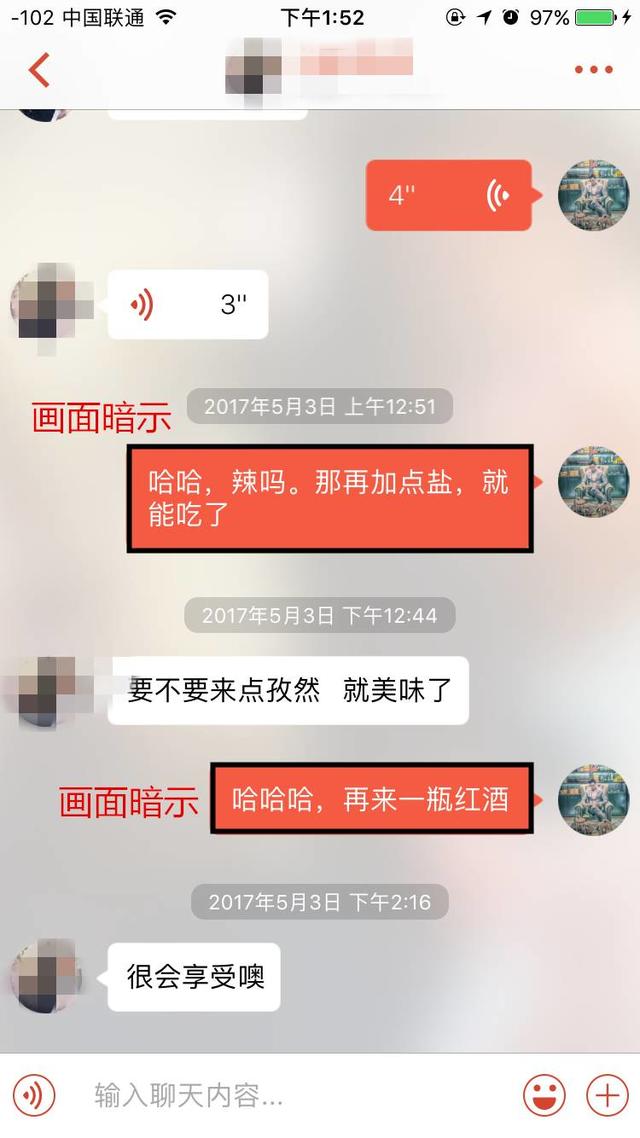 -102 中国联通 下午1:52 97%
4"
3"
2017年5月3日 上午12:51
画面暗示
哈哈，辣吗。那再加点盐，就
能吃了
2017年5月3日 下午12:44
要不要来点孜然 就美味了
画面暗示
哈哈哈，再来一瓶红酒
2017年5月3日 下午2:16
很会享受噢
输入聊天内容...